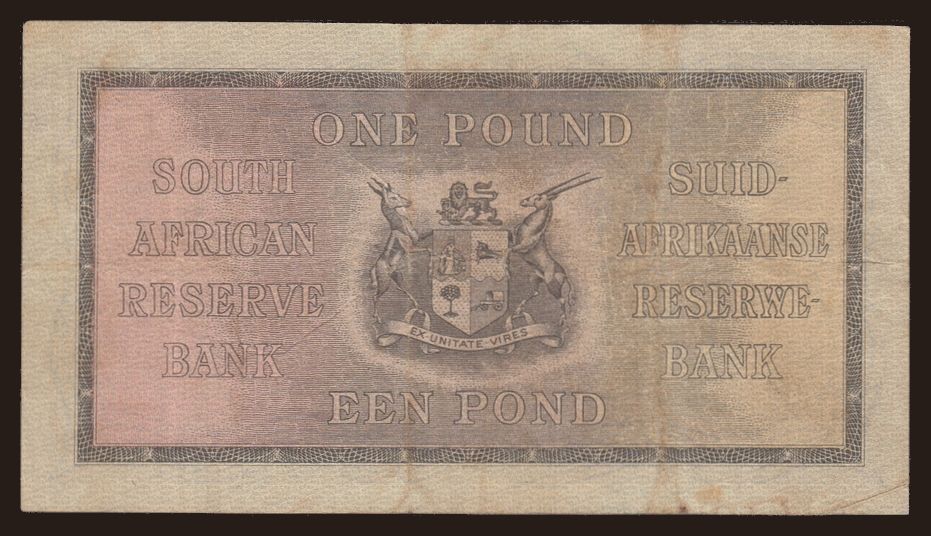 ONE POUND
SOUTH
AFRICAN
RESERVE
BANK
SUID-
AFRIKAANSE
RESERWE-
BANK
EX·UNITATE·VIRES
EEN POND